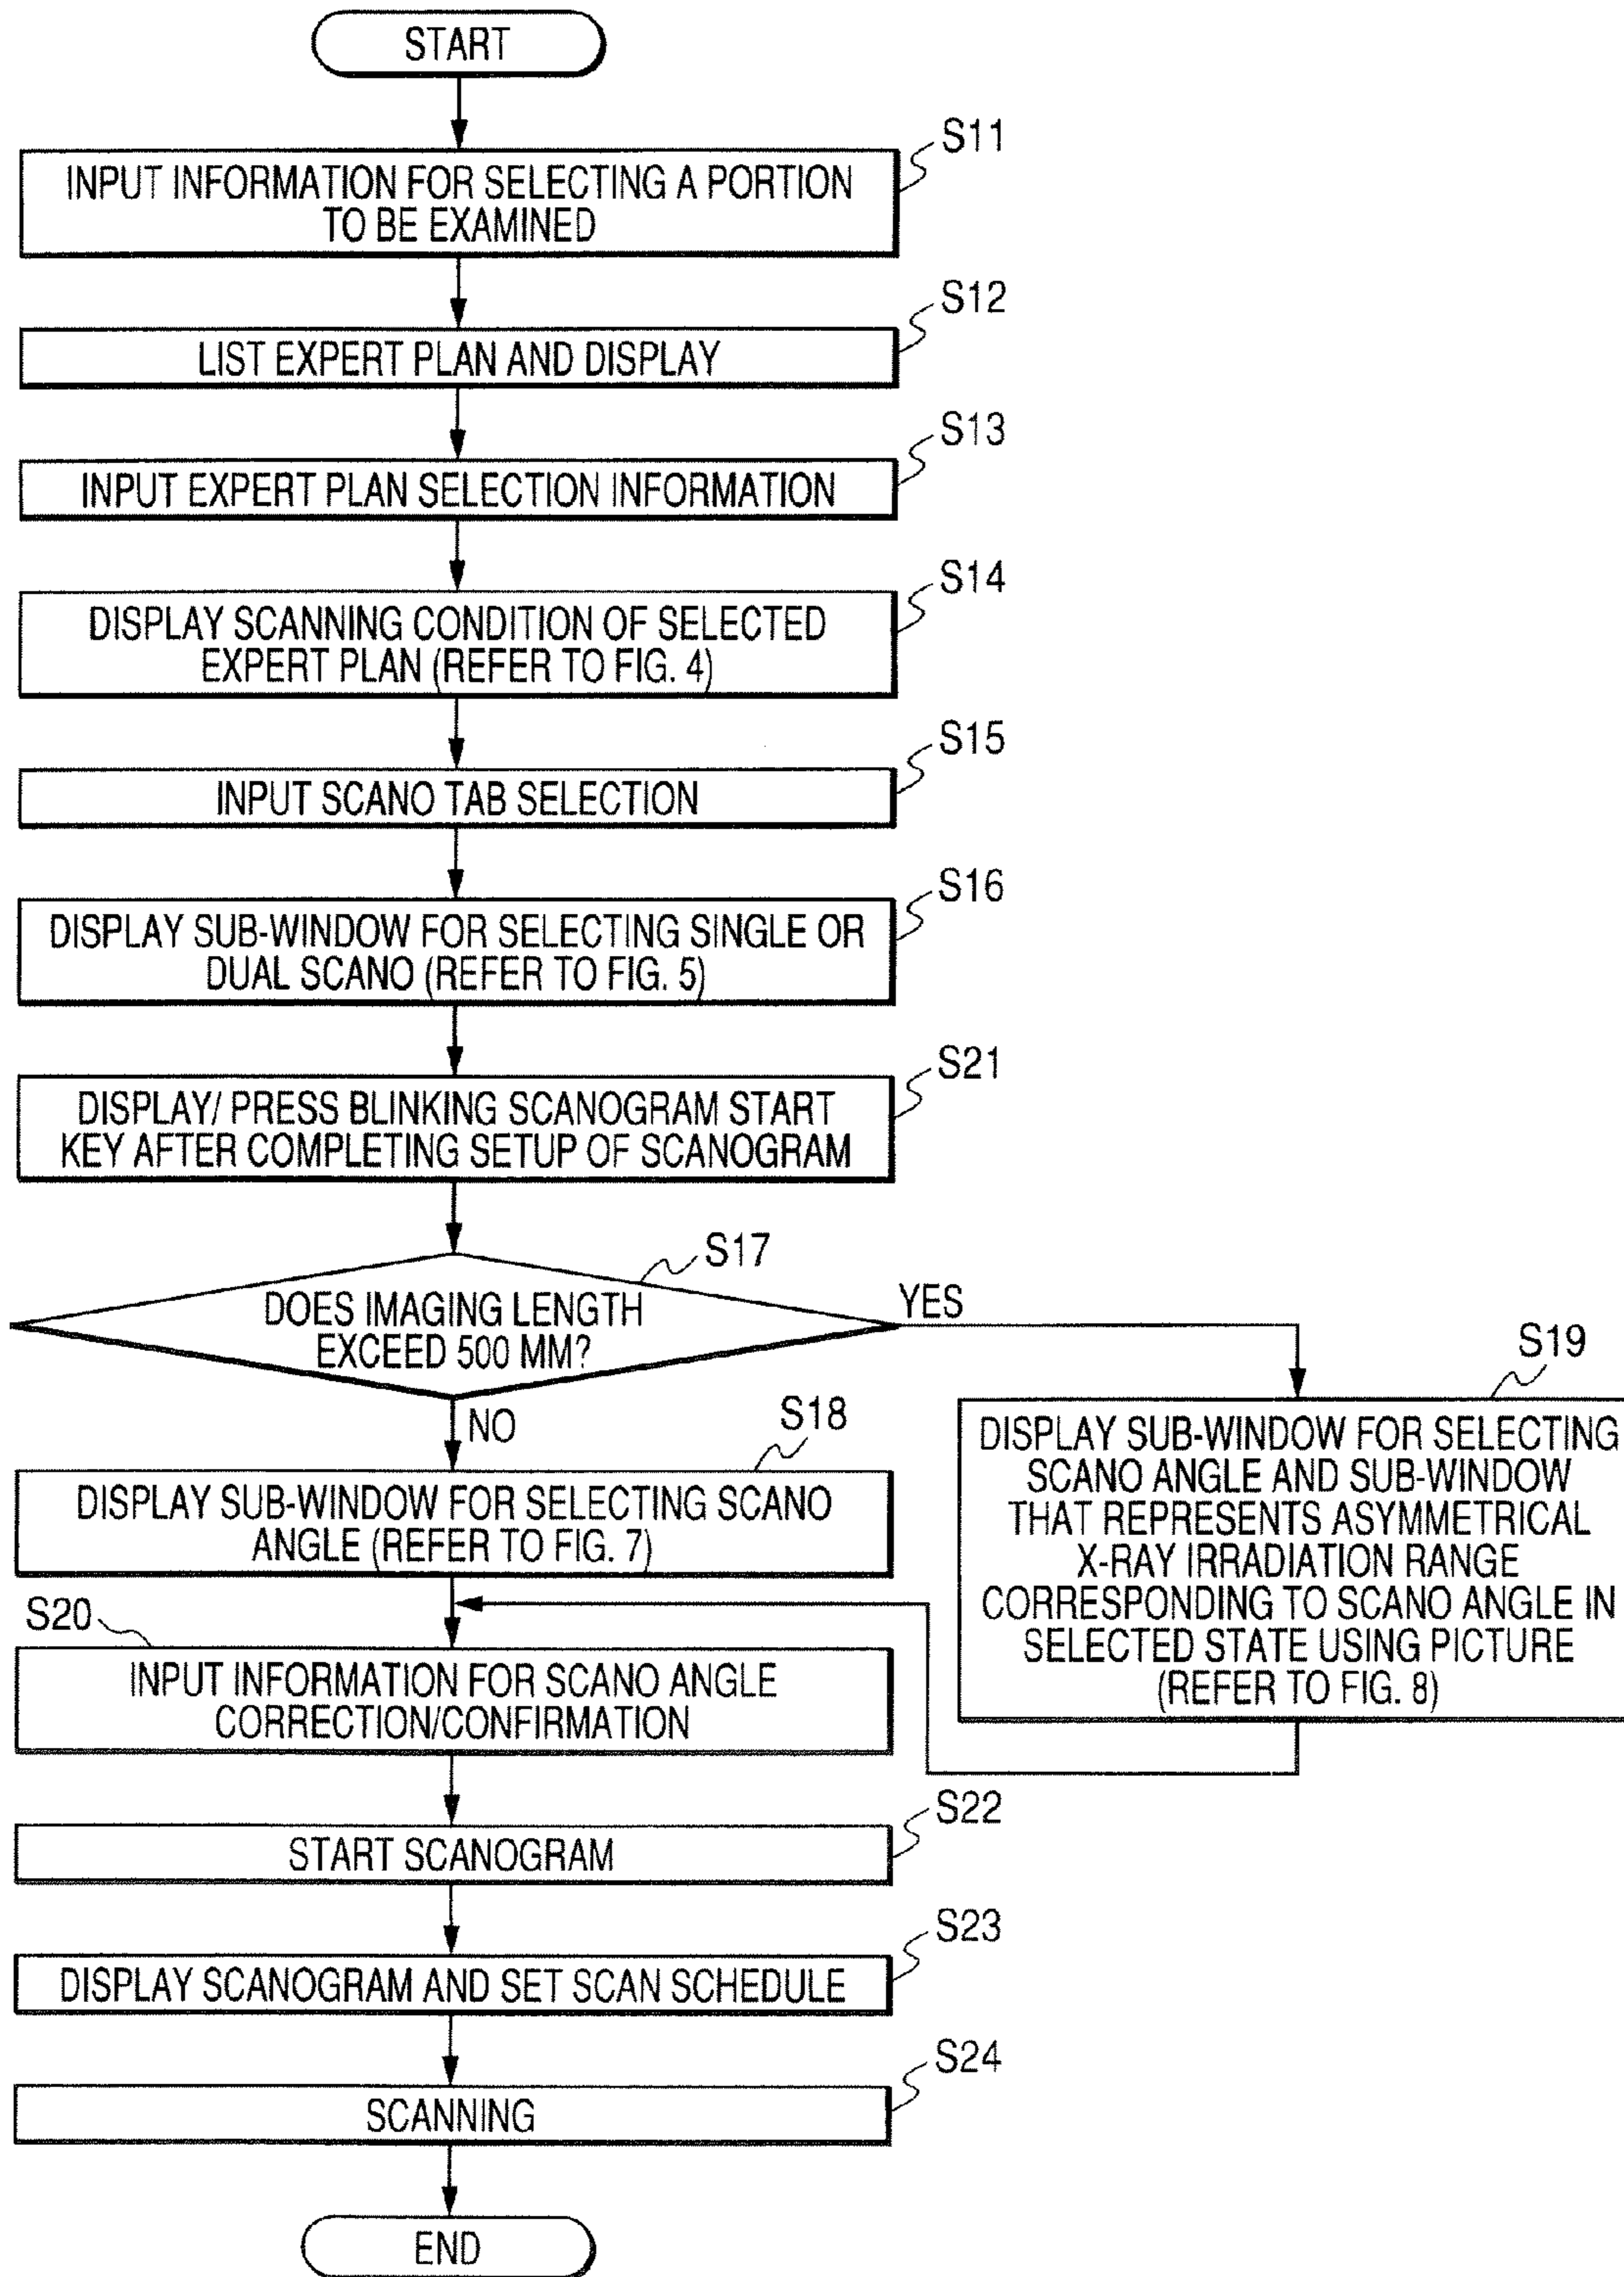 START
S11
INPUT INFORMATION FOR SELECTING A PORTION
TO BE EXAMINED
S12
LIST EXPERT PLAN AND DISPLAY
S13
INPUT EXPERT PLAN SELECTION INFORMATION
S14
DISPLAY SCANNING CONDITION OF SELECTED
EXPERT PLAN (REFER TO FIG. 4)
S15
INPUT SCANO TAB SELECTION
S16
DISPLAY SUB-WINDOW FOR SELECTING SINGLE OR
DUAL SCANO (REFER TO FIG. 5)
S21
DISPLAY/ PRESS BLINKING SCANOGRAM START
KEY AFTER COMPLETING SETUP OF SCANOGRAM
S17
DOES IMAGING LENGTH
EXCEED 500 MM?
YES
NO
S18
DISPLAY SUB-WINDOW FOR SELECTING SCANO
ANGLE (REFER TO FIG. 7)
S19
DISPLAY SUB-WINDOW FOR SELECTING
SCANO ANGLE AND SUB-WINDOW
THAT REPRESENTS ASYMMETRICAL
X-RAY IRRADIATION RANGE
CORRESPONDING TO SCANO ANGLE IN
SELECTED STATE USING PICTURE
(REFER TO FIG. 8)
S20
INPUT INFORMATION FOR SCANO ANGLE
CORRECTION/CONFIRMATION
S22
START SCANOGRAM
S23
DISPLAY SCANOGRAM AND SET SCAN SCHEDULE
S24
SCANNING
END